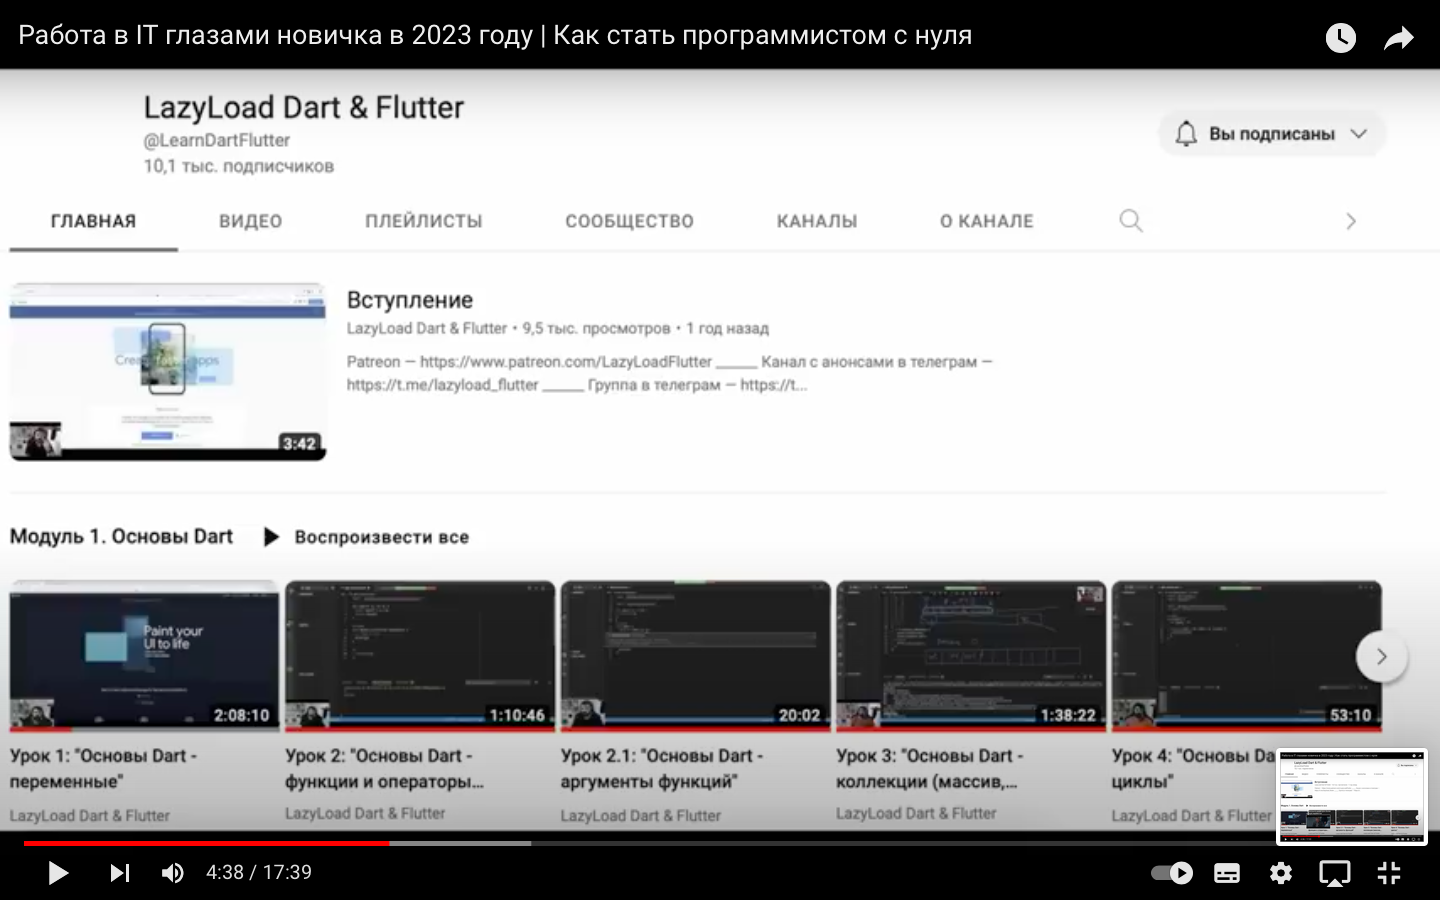 Работа в IT глазами новичка в 2023 году | Как стать программистом с нуля
LazyLoad Dart & Flutter
@LearnDartFlutter
10,1 тыс. подписчиков
Вы подписаны
ГЛАВНАЯ ВИДЕО ПЛЕЙЛИСТЫ СООБЩЕСТВО КАНАЛЫ О КАНАЛЕ
Вступление
LazyLoad Dart & Flutter • 9,5 тыс. просмотров • 1 год назад
Patreon — https://www.patreon.com/LazyLoadFlutter ______ Канал с анонсами в телеграм —
https://t.me/lazyload_flutter ______ Группа в телеграм — https://t...
3:42
Модуль 1. Основы Dart Воспроизвести все
Paint your
UI to life
2:08:10 1:10:46 20:02 1:38:22 53:10
Урок 1: "Основы Dart -
переменные"
LazyLoad Dart & Flutter
Урок 2: "Основы Dart -
функции и операторы...
LazyLoad Dart & Flutter
Урок 2.1: "Основы Dart -
аргументы функций"
LazyLoad Dart & Flutter
Урок 3: "Основы Dart -
коллекции (массив,...
LazyLoad Dart & Flutter
Урок 4: "Основы Da
циклы"
LazyLoad Dart & Flutter
4:38 / 17:39